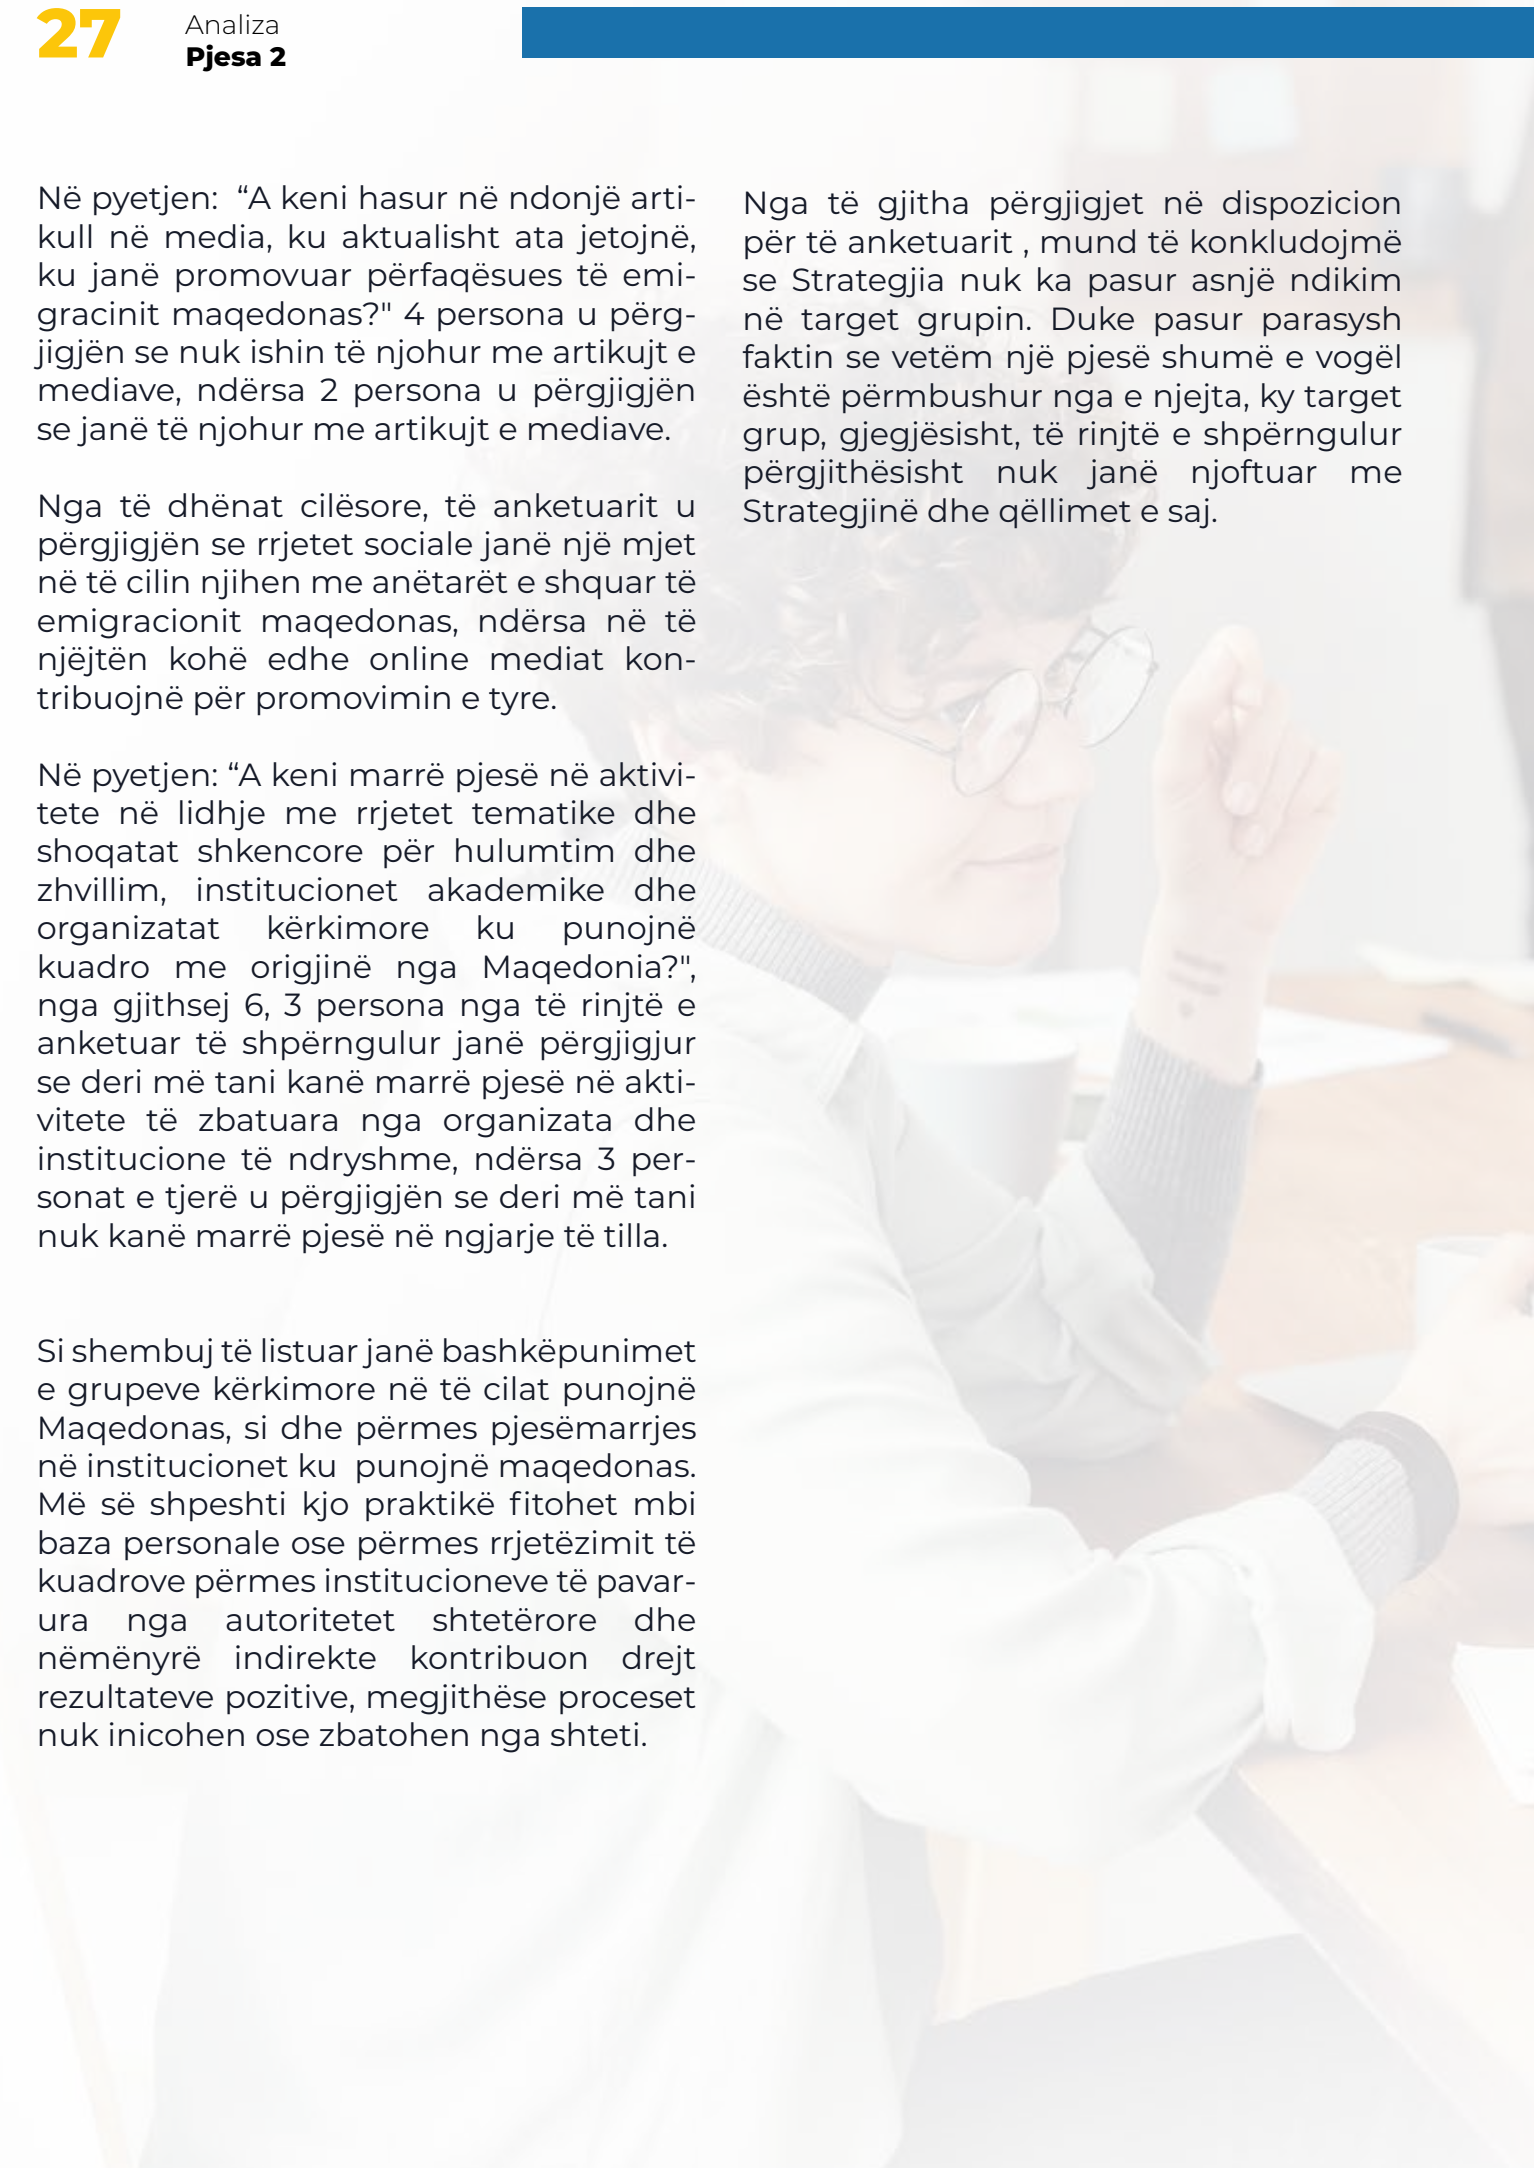 27
Analiza
Pjesa 2
Në pyetjen:  “A keni hasur në ndonjë arti-
kull në media, ku aktualisht ata jetojnë,
ku janë promovuar përfaqësues të emi-
gracinit maqedonas?" 4 persona u përg-
jigjën se nuk ishin të njohur me artikujt e
mediave, ndërsa 2 persona u përgjigjën
se janë të njohur me artikujt e mediave.
Nga të dhënat cilësore, të anketuarit u
përgjigjën se rrjetet sociale janë një mjet
në të cilin njihen me anëtarët e shquar të
emigracionit maqedonas, ndërsa në të
njëjtën kohë edhe online mediat kon-
tribuojnë për promovimin e tyre.
Në pyetjen: “A keni marrë pjesë në aktivi-
tete në lidhje me rrjetet tematike dhe
shoqatat shkencore për hulumtim dhe
zhvillim, institucionet akademike dhe
organizatat kërkimore ku punojnë
kuadro me origjinë nga Maqedonia?",
nga gjithsej 6, 3 persona nga të rinjtë e
anketuar të shpërngulur janë përgjigjur
se deri më tani kanë marrë pjesë në akti-
vitete të zbatuara nga organizata dhe
institucione të ndryshme, ndërsa 3 per-
sonat e tjerë u përgjigjën se deri më tani
nuk kanë marrë pjesë në ngjarje të tilla.
Si shembuj të listuar janë bashkëpunimet
e grupeve kërkimore në të cilat punojnë
Maqedonas, si dhe përmes pjesëmarrjes
në institucionet ku  punojnë maqedonas.
Më së shpeshti kjo praktikë fitohet mbi
baza personale ose përmes rrjetëzimit të
kuadrove përmes institucioneve të pavar-
ura nga autoritetet shtetërore dhe
nëmënyrë indirekte kontribuon drejt
rezultateve pozitive, megjithëse proceset
nuk inicohen ose zbatohen nga shteti.
Nga të gjitha përgjigjet në dispozicion
për të anketuarit , mund të konkludojmë
se Strategjia nuk ka pasur asnjë ndikim
në target grupin. Duke pasur parasysh
faktin se vetëm një pjesë shumë e vogël
është përmbushur nga e njejta, ky target
grup, gjegjësisht, të rinjtë e shpërngulur
përgjithësisht nuk janë njoftuar me
Strategjinë dhe qëllimet e saj.